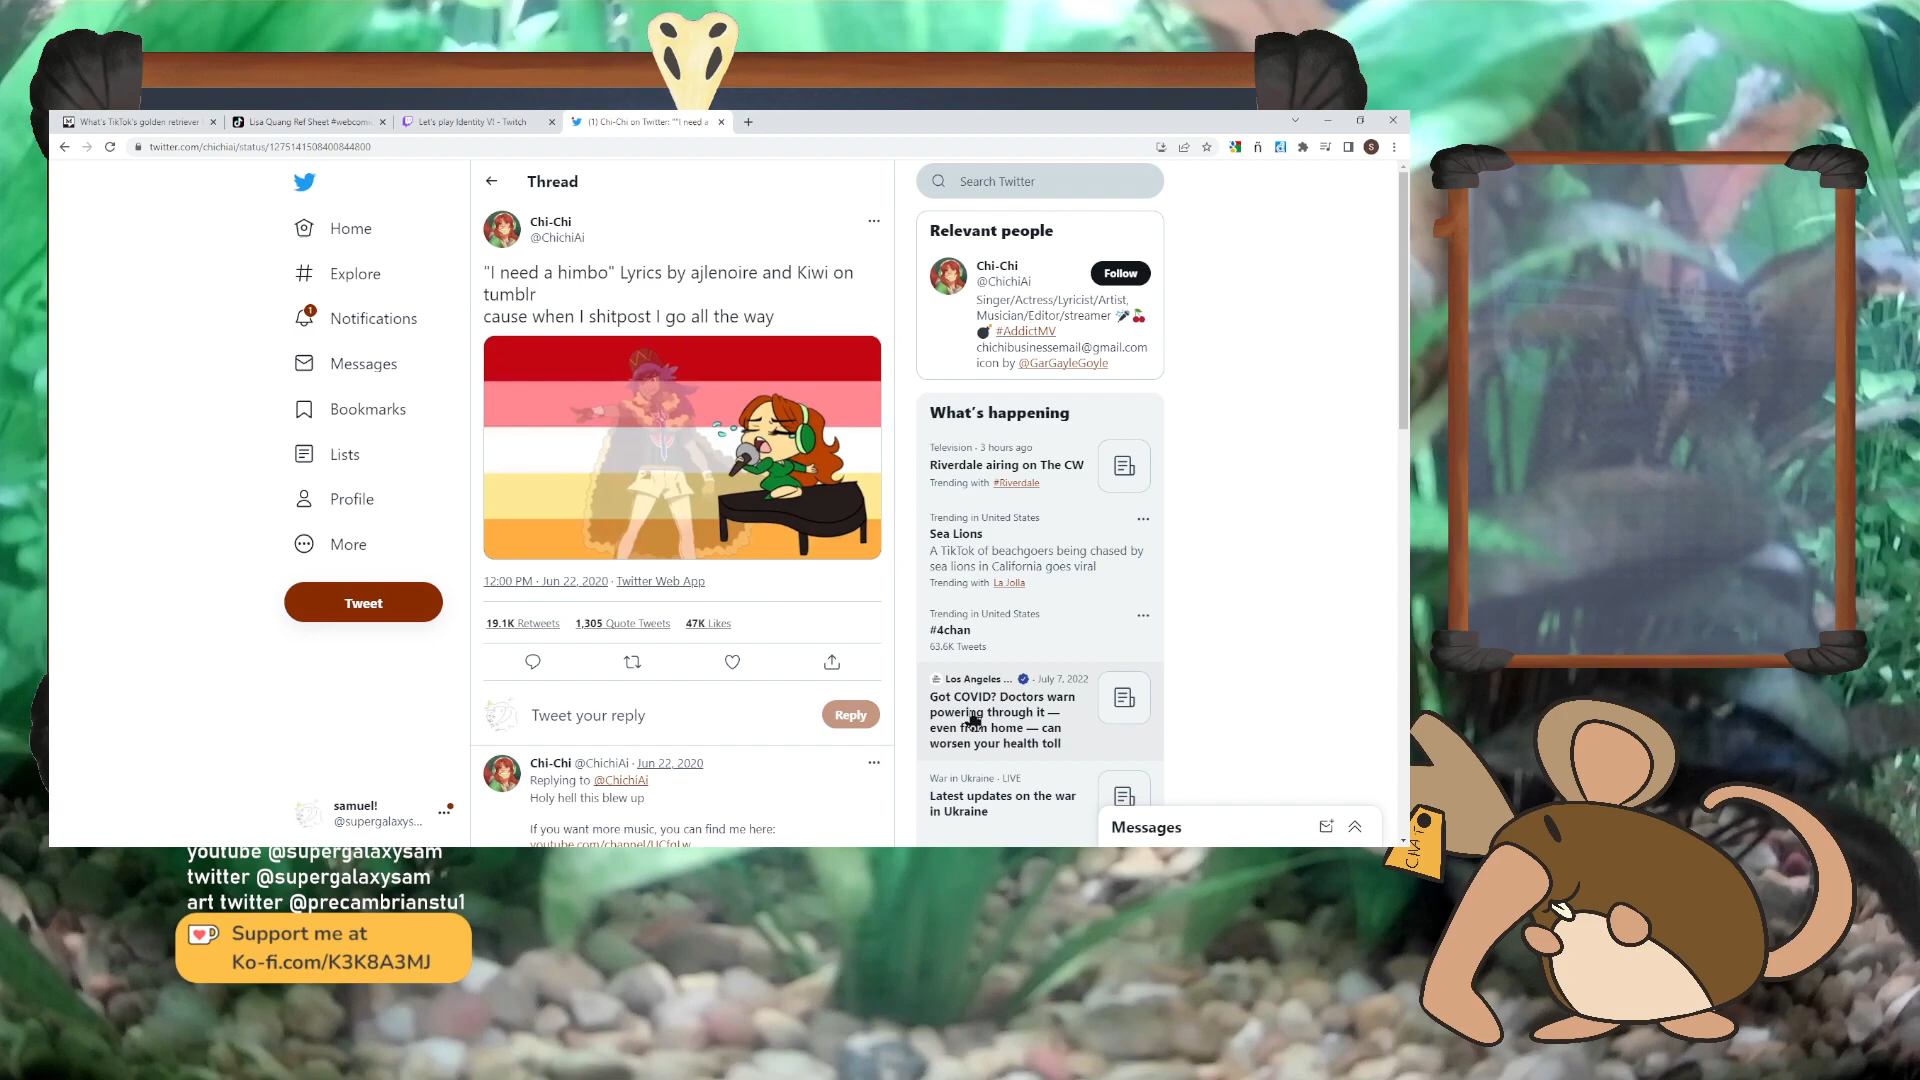 What's TikTok's golden retriever
Lisa Quang Ref Sheet #webcomic
Let's play Identity V! - Twitch
(1) Chi-Chi on Twitter: ""I need a
twitter.com/chichiai/status/1275141508400844800
S
Home
Explore
1
Notifications
Messages
Bookmarks
Lists
Profile
More
Tweet
samuel!
@supergalaxys...
Thread
Chi-Chi
@ChichiAi
"I need a himbo" Lyrics by ajlenoire and Kiwi on
tumblr
cause when I shitpost I go all the way
12:00 PM · Jun 22, 2020 · Twitter Web App
19.1K Retweets 1,305 Quote Tweets 47K Likes
Tweet your reply
Reply
Chi-Chi @ChichiAi · Jun 22, 2020
Replying to @ChichiAi
Holy hell this blew up
If you want more music, you can find me here:
Search Twitter
Relevant people
Chi-Chi
@ChichiAi
Follow
Singer/Actress/Lyricist/Artist,
Musician/Editor/streamer
#AddictMV
chichibusinessemail@gmail.com
icon by @GarGayleGoyle
What's happening
Television · 3 hours ago
Riverdale airing on The CW
Trending with #Riverdale
Trending in United States
Sea Lions
A TikTok of beachgoers being chased by
sea lions in California goes viral
Trending with La Jolla
Trending in United States
#4chan
63.6K Tweets
Los Angeles ... · July 7, 2022
Got COVID? Doctors warn
powering through it —
even from home — can
worsen your health toll
War in Ukraine · LIVE
Latest updates on the war
in Ukraine
Messages
CHAT
youtube @supergalaxysam
twitter @supergalaxysam
art twitter @precambrianstu1
Support me at
Ko-fi.com/K3K8A3MJ